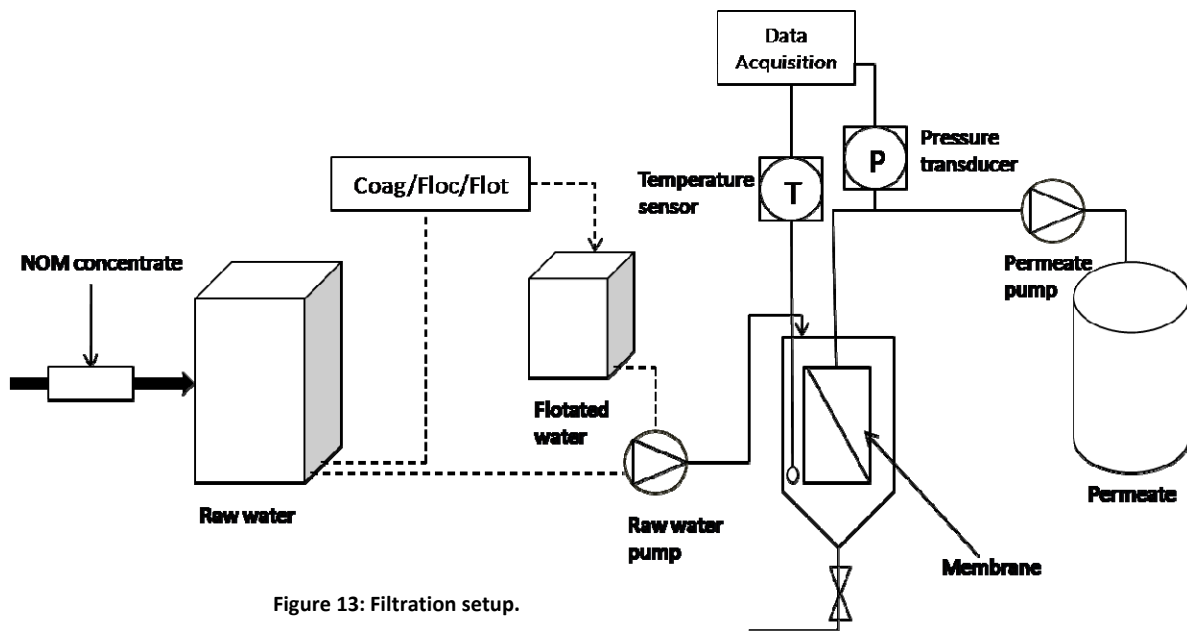 Data
Acquisition
Pressure
transducer
P
Coag/Floc/Flot
Temperature
sensor
T
NOM concentrate
Permeate
pump
Flotated
water
Raw water
Raw water
pump
Permeate
Membrane
Figure 13: Filtration setup.